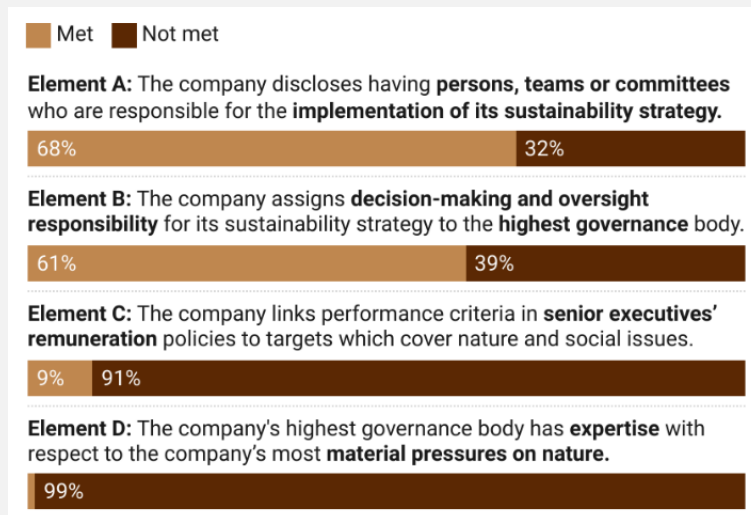 Met Not met
Element A: The company discloses having persons, teams or committees
who are responsible for the implementation of its sustainability strategy.
68% 32%
Element B: The company assigns decision-making and oversight
responsibility for its sustainability strategy to the highest governance body.
61% 39%
Element C: The company links performance criteria in senior executives’
remuneration policies to targets which cover nature and social issues.
9% 91%
Element D: The company's highest governance body has expertise with
respect to the company’s most material pressures on nature.
99%